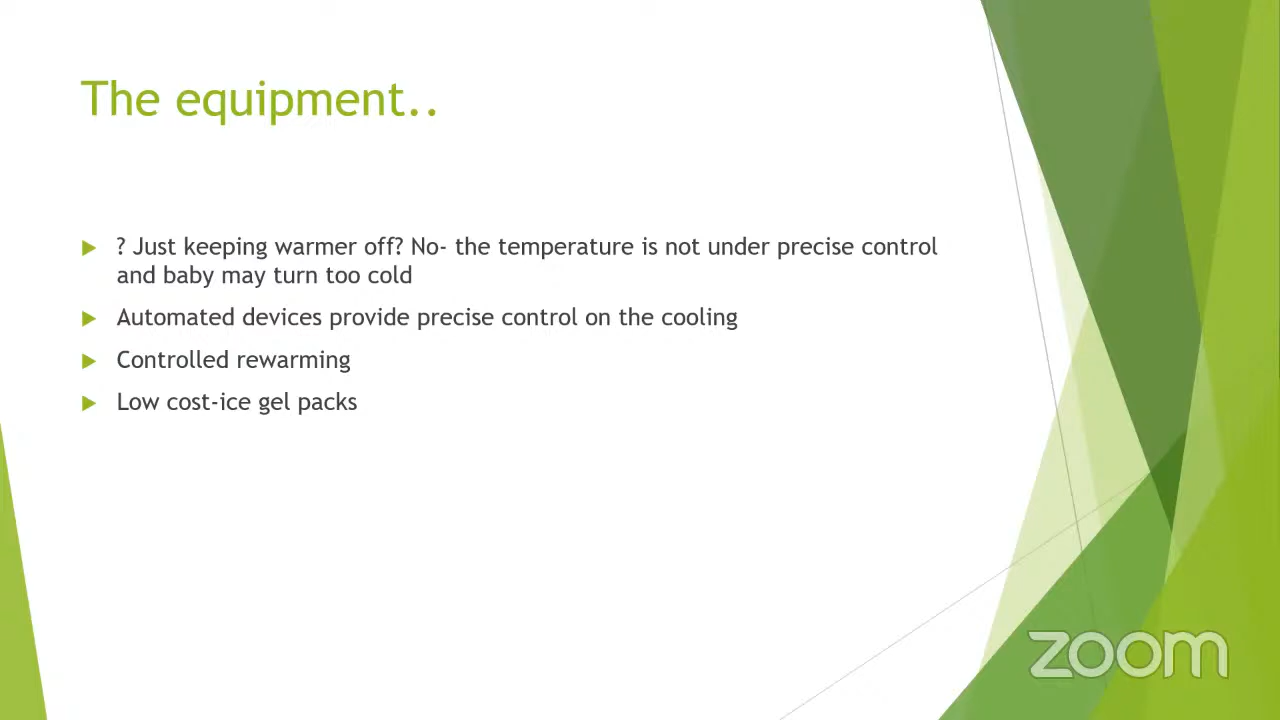 The equipment..
? Just keeping warmer off? No- the temperature is not under precise control
and baby may turn too cold
Automated devices provide precise control on the cooling
Controlled rewarming
Low cost-ice gel packs
zoom